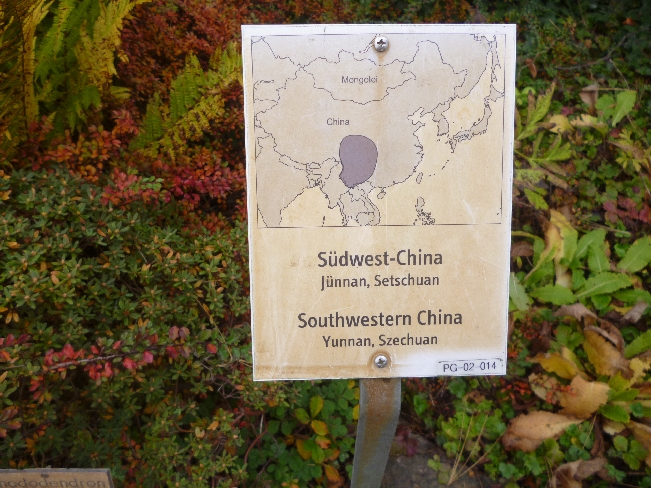 Mongolei
China
Südwest-China
Jünnan, Setschuan
Southwestern China
Yunnan, Szechuan
PG-02-014